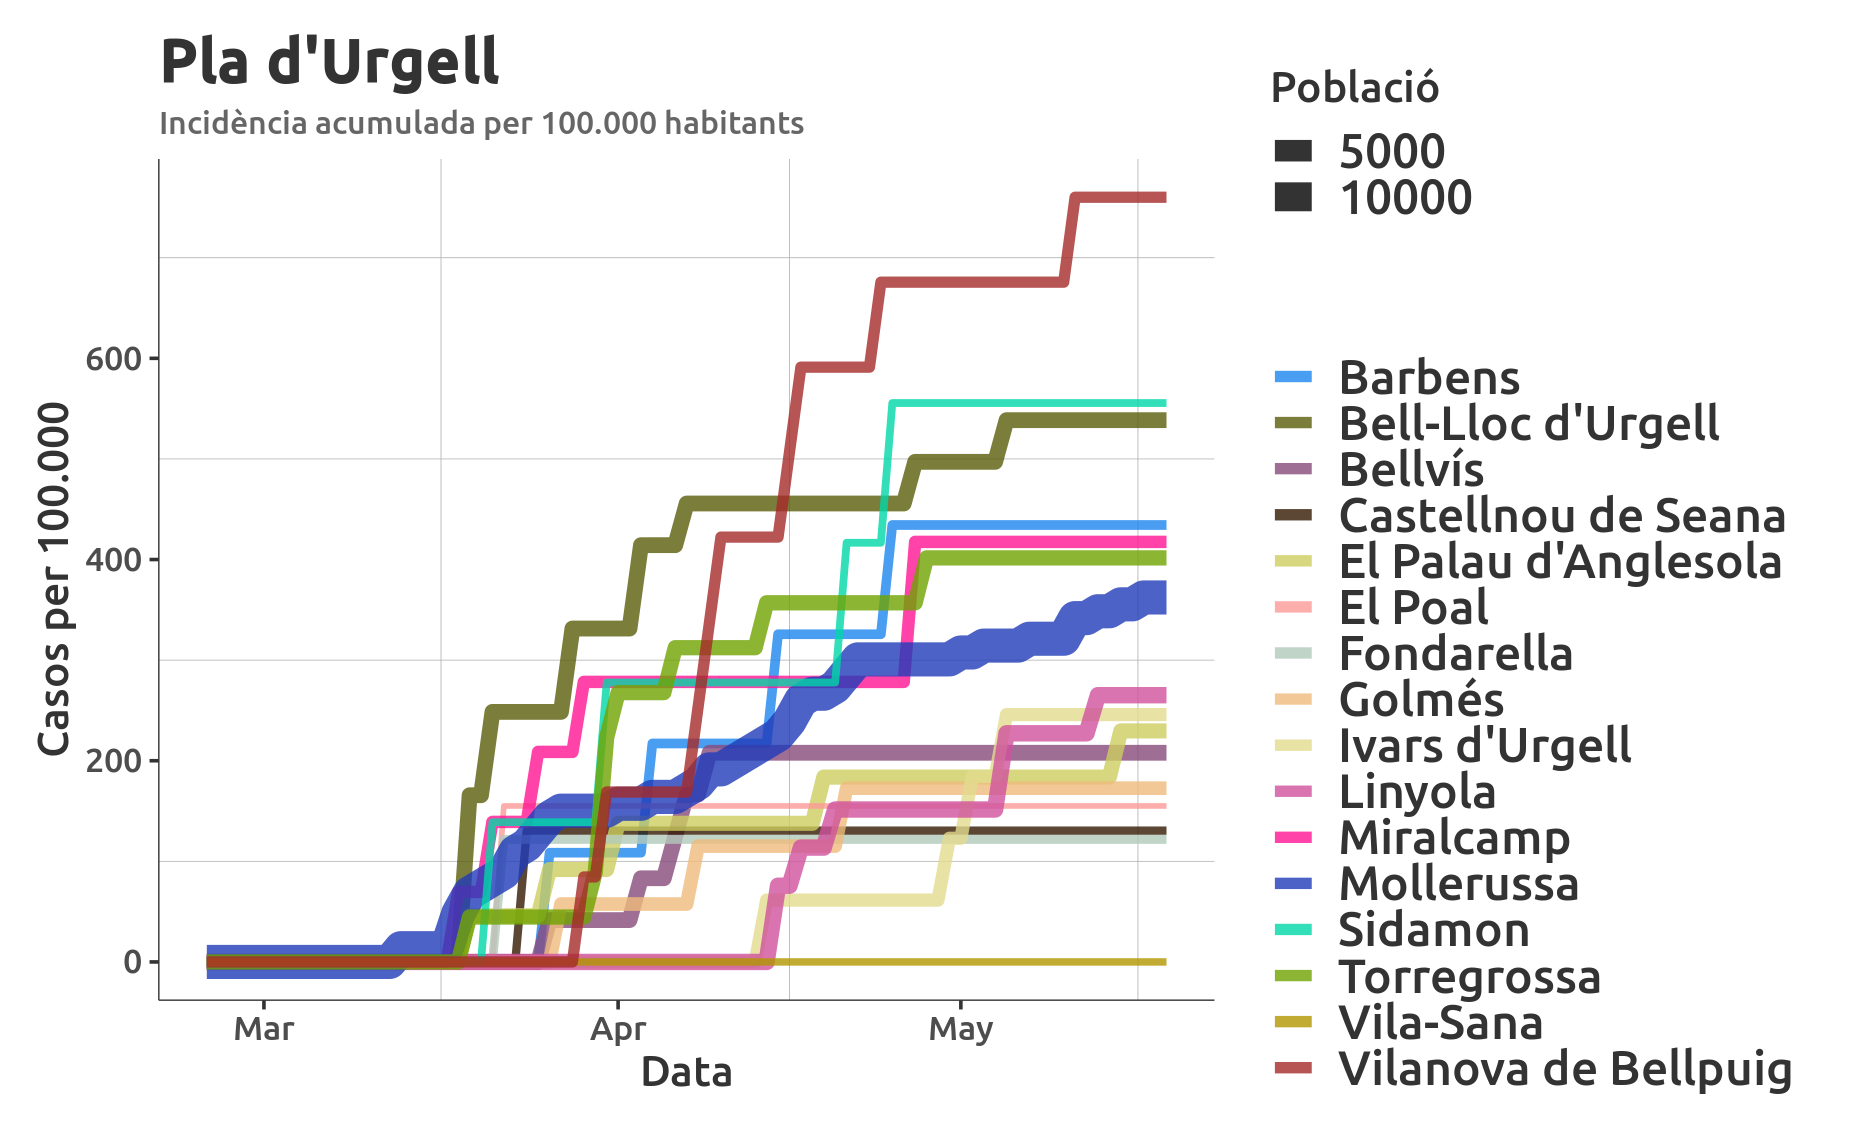 Pla d'Urgell
Incidència acumulada per 100.000 habitants
Casos per 100.000
600
400
200
0
Mar
Apr
May
Data
Població
5000
10000
Barbens
Bell-Lloc d'Urgell
Bellvís
Castellnou de Seana
El Palau d'Anglesola
El Poal
Fondarella
Golmés
Ivars d'Urgell
Linyola
Miralcamp
Mollerussa
Sidamon
Torregrossa
Vila-Sana
Vilanova de Bellpuig